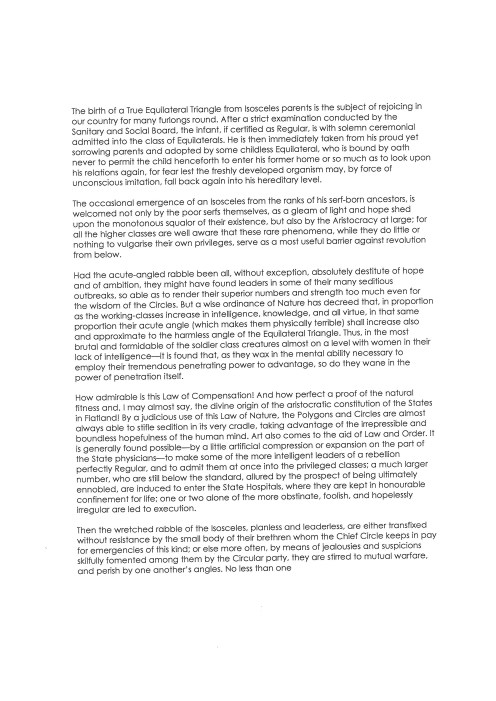 The birth of a True Equilateral Triangle from Isosceles parents is the subject of rejoicing in
our country for many furlongs round. After a strict examination conducted by the
Sanitary and Social Board, the infant, if certified as Regular, is with solemn ceremonial
admitted into the class of Equilaterals. He is then immediately taken from his proud yet
sorrowing parents and adopted by some childless Equilateral, who is bound by oath
never to permit the child henceforth to enter his former home or so much as to look upon
his relations again, for fear lest the freshly developed organism may, by force of
unconscious imitation, fall back again into his hereditary level.

The occasional emergence of an Isosceles from the ranks of his serf-born ancestors, is
welcomed not only by the poor serfs themselves, as a gleam of light and hope shed
upon the monotonous squalor of their existence, but also by the Aristocracy at large; for
all the higher classes are well aware that these rare phenomena, while they do little or
nothing to vulgarise their own privileges, serve as a most useful barrier against revolution
from below.

Had the acute-angled rabble been all, without exception, absolutely destitute of hope
and of ambition, they might have found leaders in some of their many seditious
outbreaks, so able as to render their superior numbers and strength too much even for
the wisdom of the Circles. But a wise ordinance of Nature has decreed that, in proportion
as the working-classes increase in intelligence, knowledge, and all virtue, in that same
proportion their acute angle (which makes them physically terrible) shall increase also
and approximate to the harmless angle of the Equilateral Triangle. Thus, in the most
brutal and formidable of the soldier class creatures almost on a level with women in their
lack of intelligence—it is found that, as they wax in the mental ability necessary to
employ their tremendous penetrating power to advantage, so do they wane in the
power of penetration itself.

How admirable is this Law of Compensation! And how perfect a proof of the natural
fitness and, I may almost say, the divine origin of the aristocratic constitution of the States
in Flatland! By a judicious use of this Law of Nature, the Polygons and Circles are almost
always able to stifle sedition in its very cradle, taking advantage of the irrepressible and
boundless hopefulness of the human mind. Art also comes to the aid of Law and Order. It
is generally found possible—by a little artificial compression or expansion on the part of
the State physicians—to make some of the more intelligent leaders of a rebellion
perfectly Regular, and to admit them at once into the privileged classes; a much larger
number, who are still below the standard, allured by the prospect of being ultimately
ennobled, are induced to enter the State Hospitals, where they are kept in honourable
confinement for life; one or two alone of the more obstinate, foolish, and hopelessly
irregular are led to execution.

Then the wretched rabble of the Isosceles, planless and leaderless, are either transfixed
without resistance by the small body of their brethren whom the Chief Circle keeps in pay
for emergencies of this kind; or else more often, by means of jealousies and suspicions
skilfully fomented among them by the Circular party, they are stirred to mutual warfare,
and perish by one another's angles. No less than one